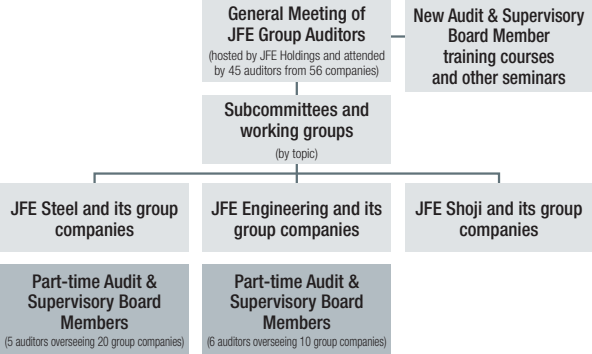 General Meeting of
JFE Group Auditors
(hosted by JFE Holdings and attended
by 45 auditors from 56 companies)
New Audit & Supervisory
Board Member
training courses
and other seminars
Subcommittees and
working groups
(by topic)
JFE Steel and its group
companies
JFE Engineering and its
group companies
JFE Shoji and its group
companies
Part-time Audit &
Supervisory Board
Members
(5 auditors overseeing 20 group companies)
Part-time Audit &
Supervisory Board
Members
(6 auditors overseeing 10 group companies)